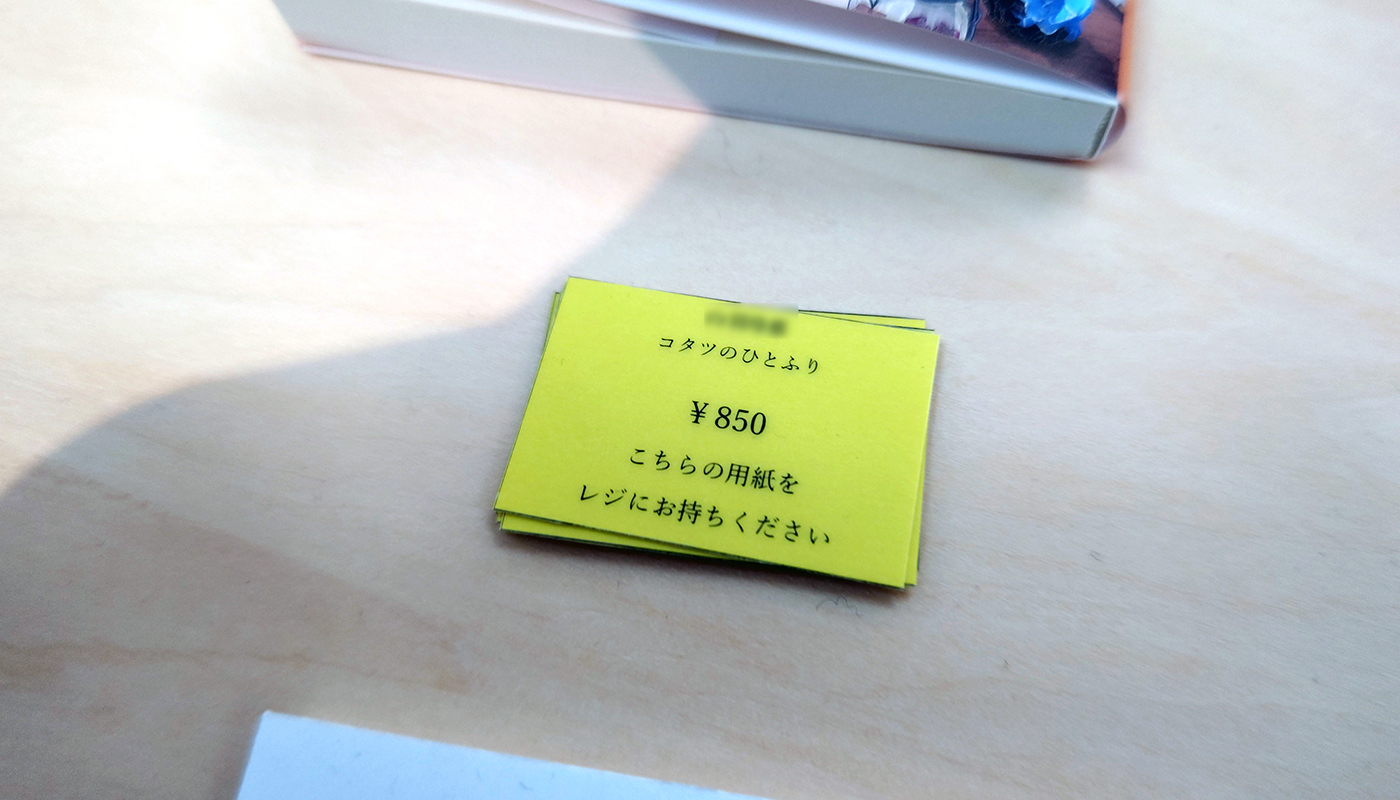 コタツのひとふり
¥850
こちらの用紙を
レジにお持ちください